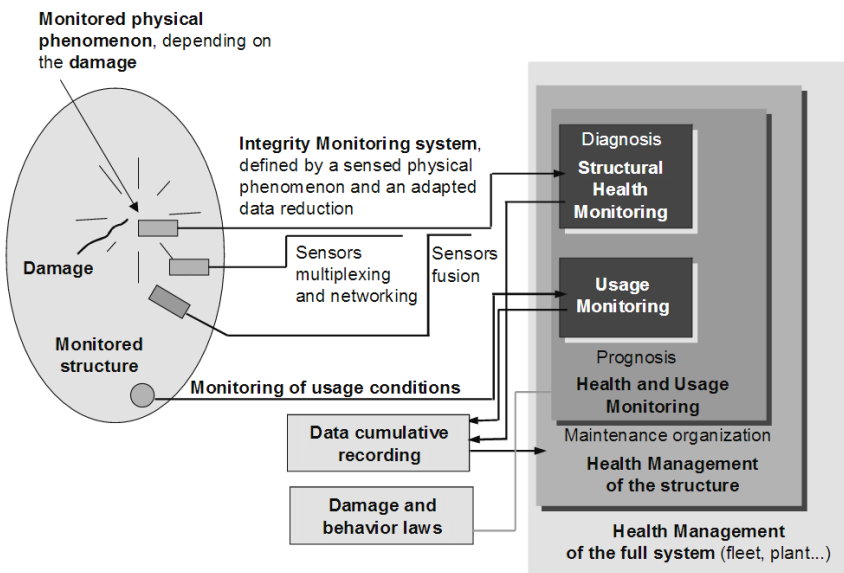 Monitored physical
phenomenon, depending on
the damage
Integrity Monitoring system,
defined by a sensed physical
phenomenon and an adapted
data reduction
Damage
Sensors
multiplexing
and networking
Sensors
fusion
Monitored
structure
Monitoring of usage conditions
Data cumulative
recording
Damage and
behavior laws
Diagnosis
Structural
Health
Monitoring
Usage
Monitoring
Prognosis
Health and Usage
Monitoring
Maintenance organization
Health Management
of the structure
Health Management
of the full system (fleet, plant...)